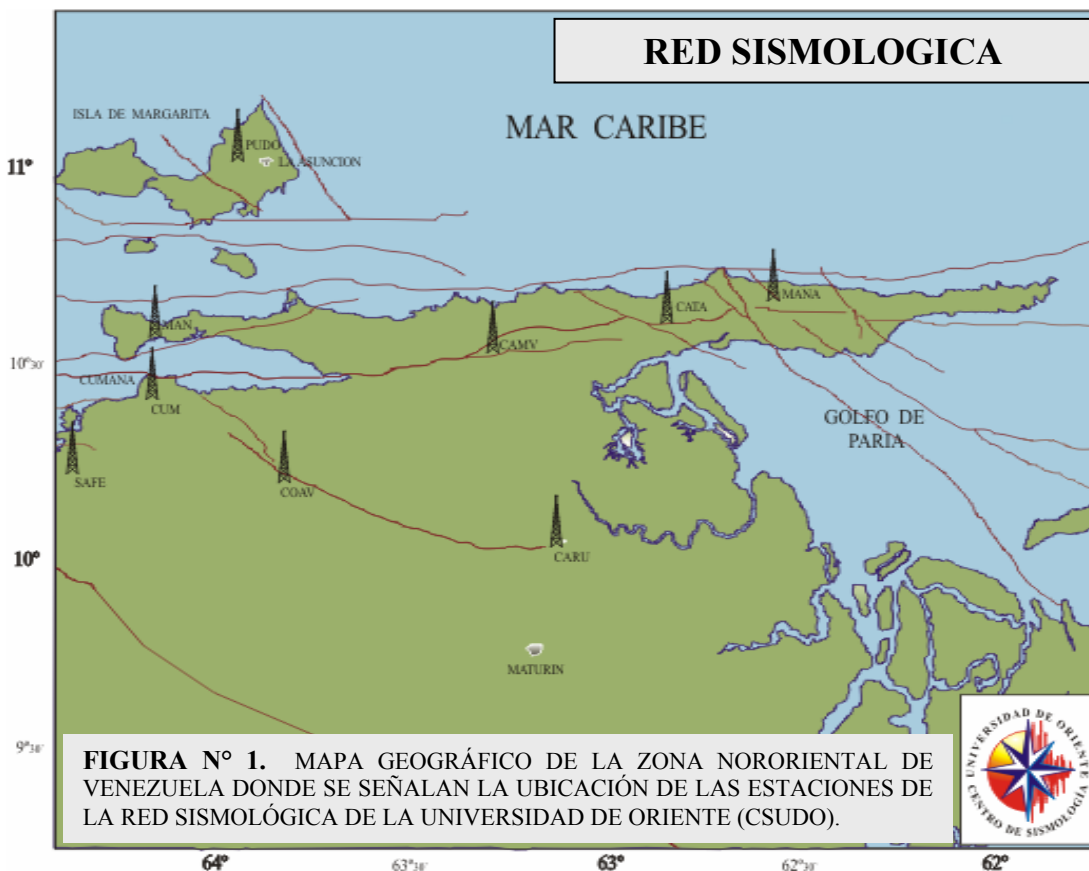 RED SISMOLOGICA
ISLA DE MARGARITA
MAR CARIBE
PUDO
LA ASUNCION
11°
MAN
CAMV
CATA
MANA
10°30'
CUMANA
CUM
GOLFO DE
PARIA
SAFE
COAV
CARU
10°
MATURIN
9°30'
FIGURA N° 1. MAPA GEOGRÁFICO DE LA ZONA NORORIENTAL DE
VENEZUELA DONDE SE SEÑALAN LA UBICACIÓN DE LAS ESTACIONES DE
LA RED SISMOLÓGICA DE LA UNIVERSIDAD DE ORIENTE (CSUDO).
UNIVERSIDAD DE ORIENTE
CENTRO DE SISMOLOGÍA
64°
63°30'
63°
62°30'
62°